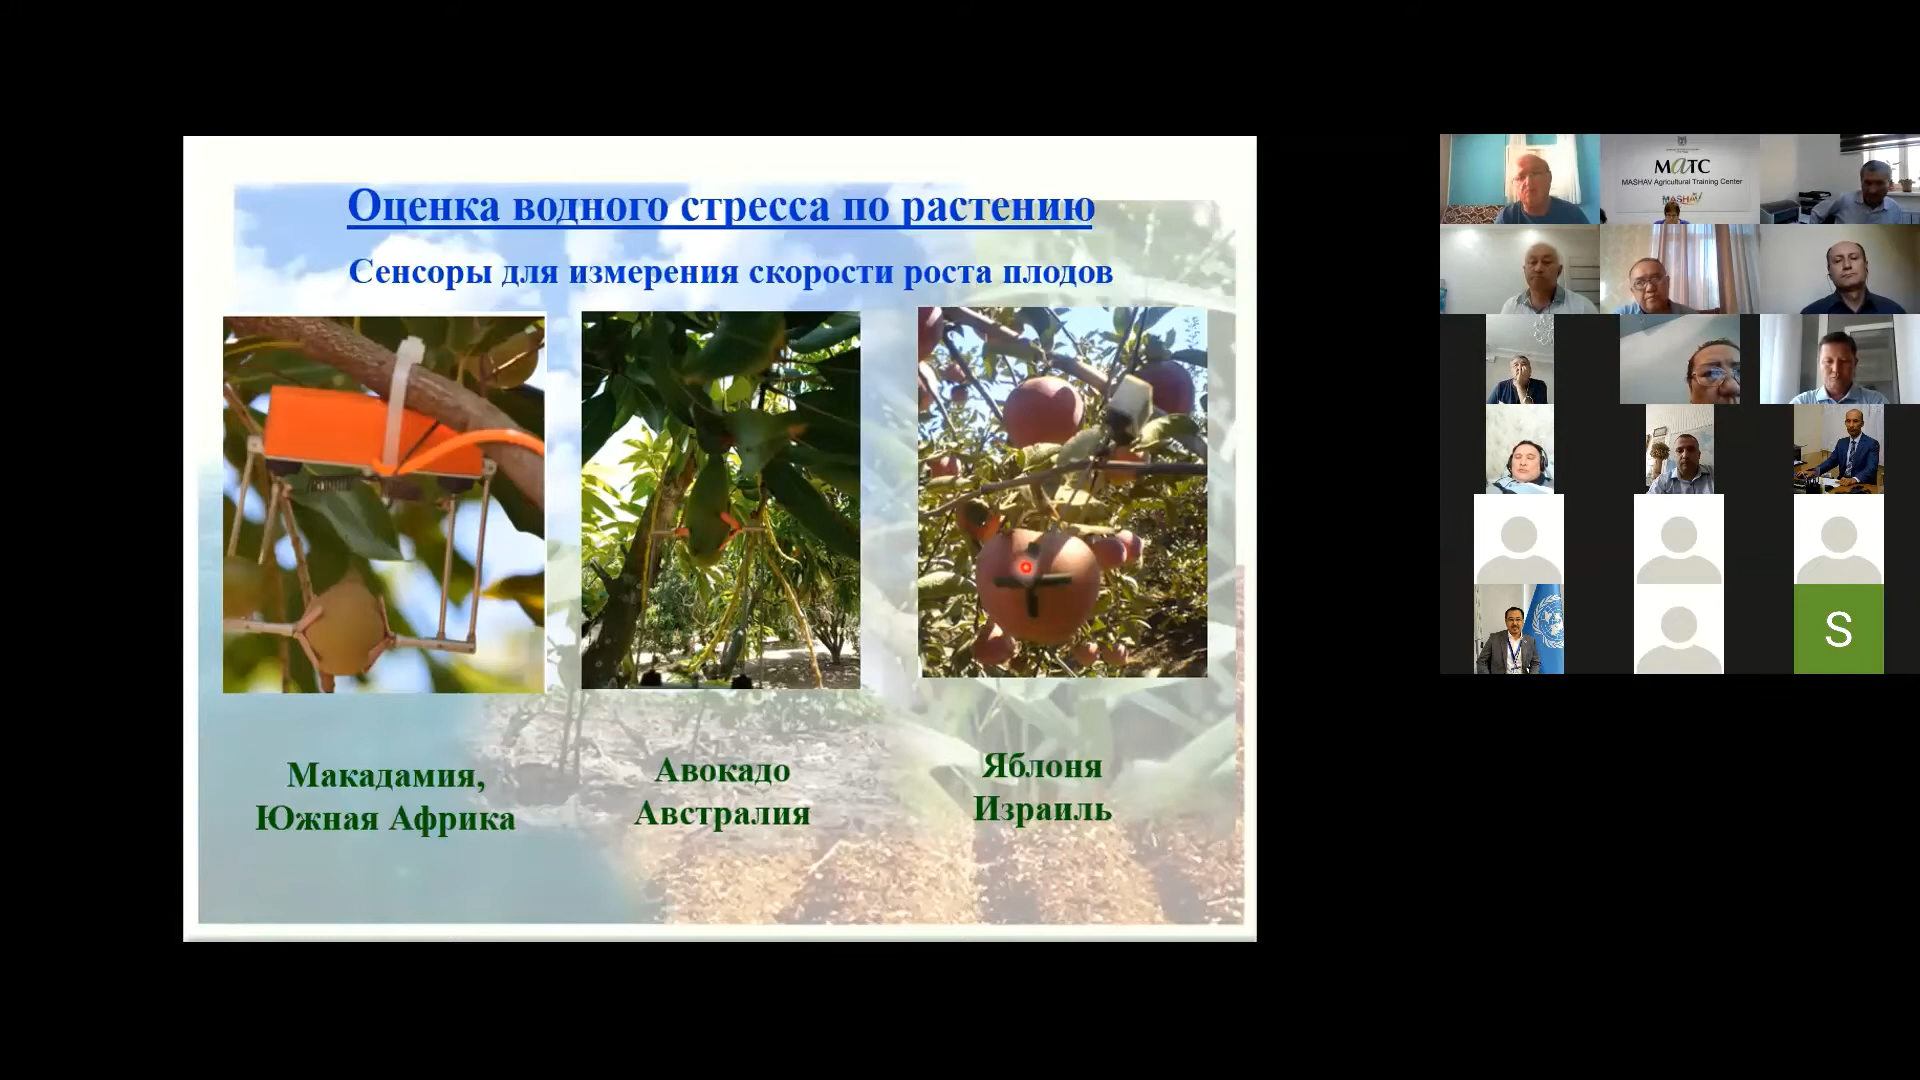 Оценка водного стресса по растению
Сенсоры для измерения скорости роста плодов
Макадамия,
Южная Африка
Авокадо
Австралия
Яблоня
Израиль
MATC
MASHAV Agricultural Training Center
MASHAV
S